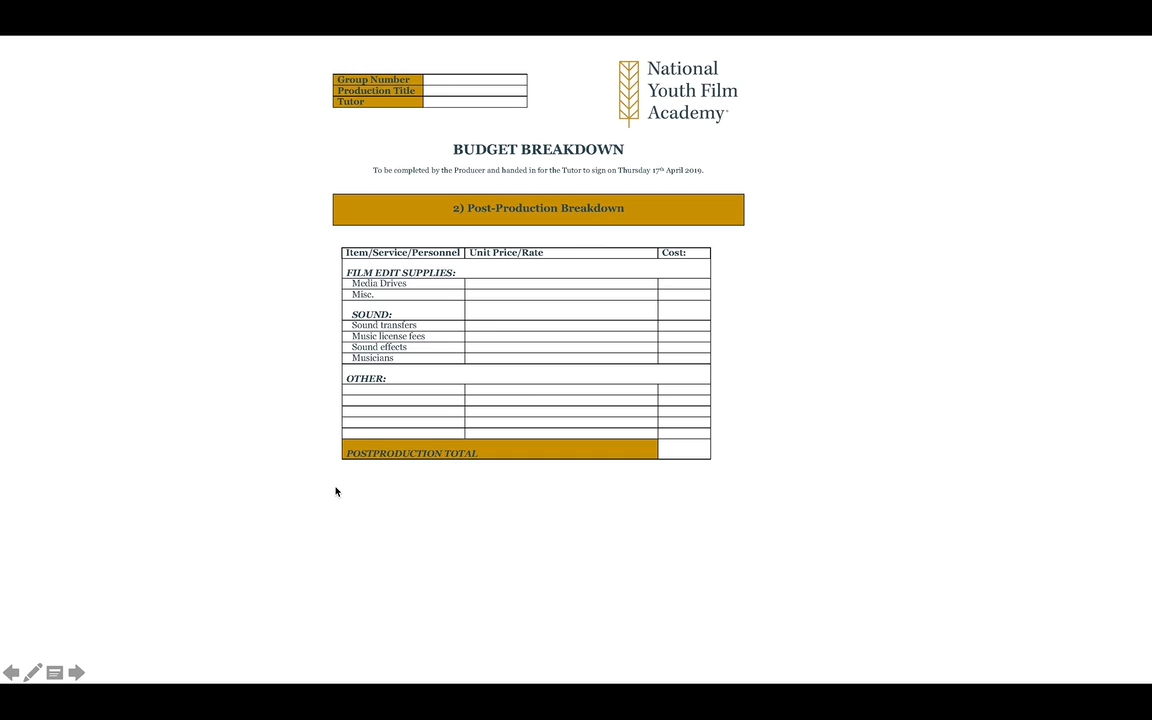 Group Number
Production Title
Tutor
National
Youth Film
Academy
BUDGET BREAKDOWN
To be completed by the Producer and handed in for the Tutor to sign on Thursday 17th April 2019.
2) Post-Production Breakdown
Item/Service/Personnel Unit Price/Rate Cost:
FILM EDIT SUPPLIES:
Media Drives
Misc.
SOUND:
Sound transfers
Music license fees
Sound effects
Musicians
OTHER:
POSTPRODUCTION TOTAL